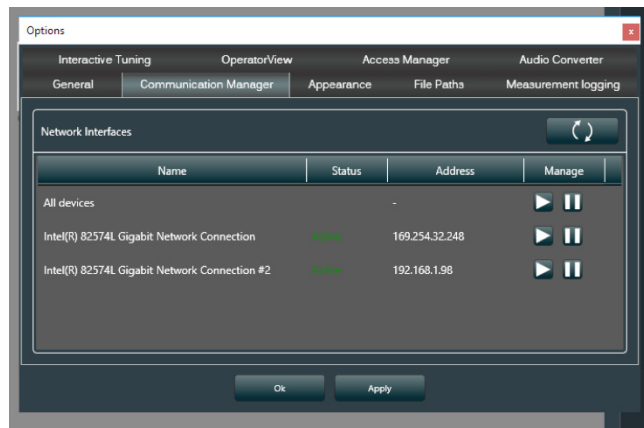 Options
x
Interactive Tuning OperatorView Access Manager Audio Converter
General Communication Manager Appearance File Paths Measurement logging
Network Interfaces
Name Status Address Manage
All devices -
Intel(R) 82574L Gigabit Network Connection Active 169.254.32.248
Intel(R) 82574L Gigabit Network Connection #2 Active 192.168.1.98
Ok Apply